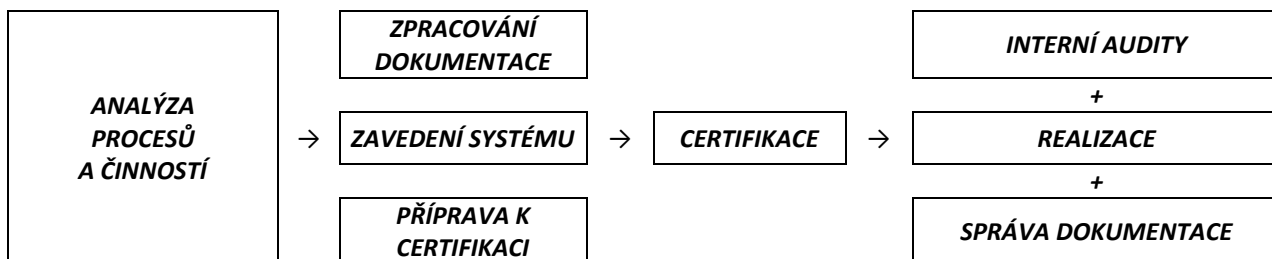 ANALÝZA
PROCESŮ
A ČINNOSTÍ
→
ZPRACOVÁNÍ
DOKUMENTACE
ZAVEDENÍ SYSTÉMU
PŘÍPRAVA K
CERTIFIKACI
→
CERTIFIKACE
→
INTERNÍ AUDITY
+
REALIZACE
+
SPRÁVA DOKUMENTACE